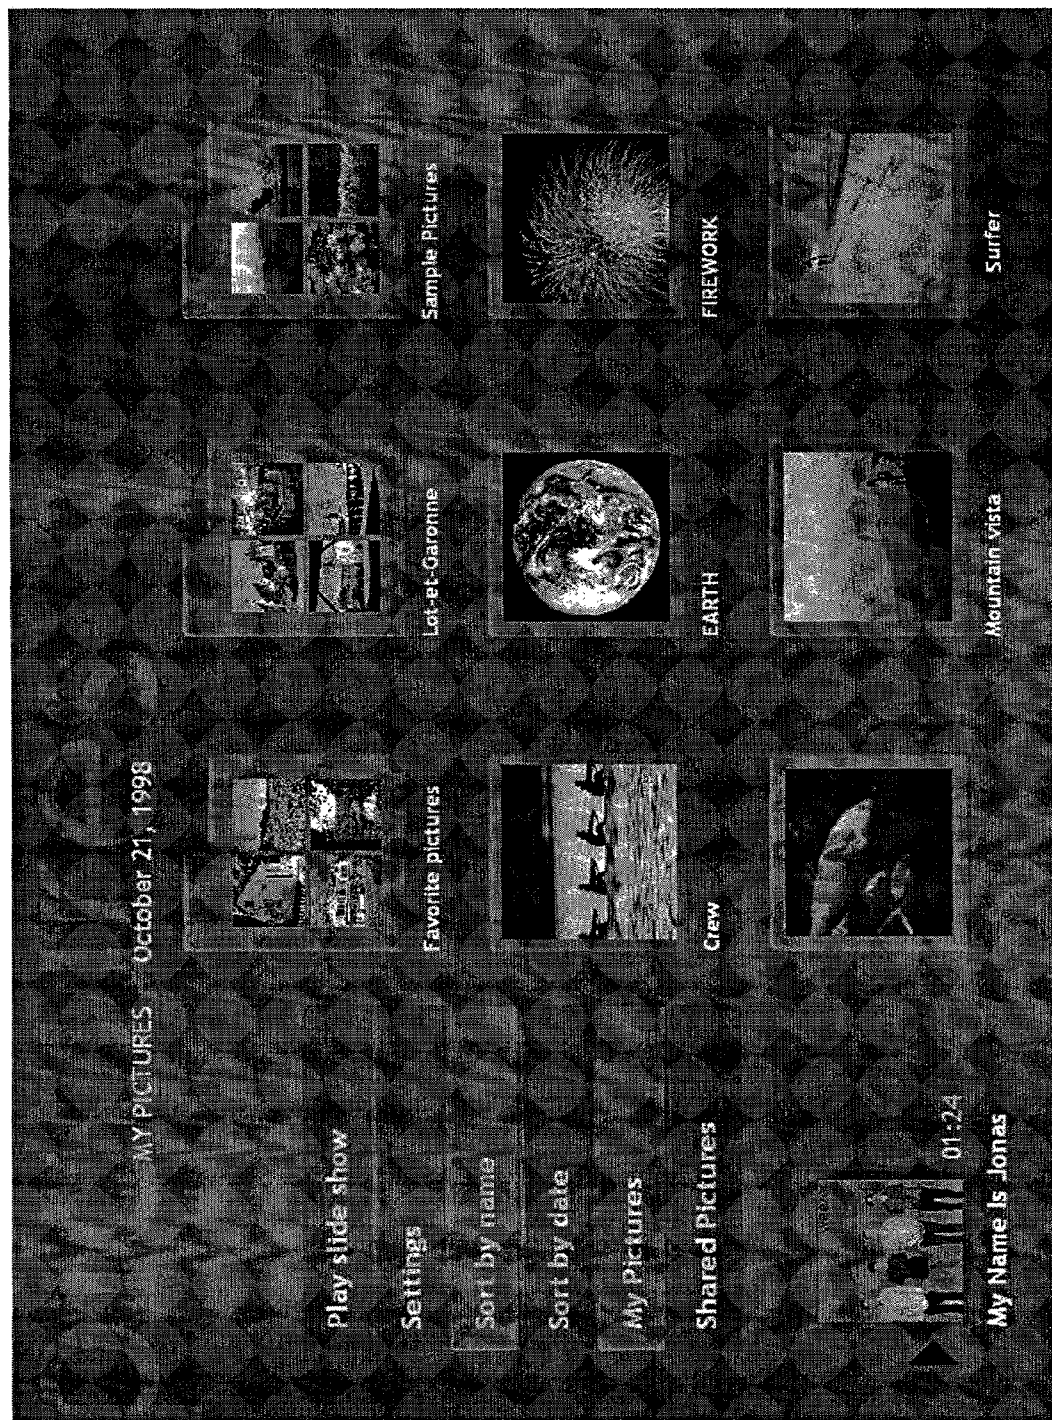 MY PICTURES October 21, 1998
Play slide show
Settings
Sort by name
Sort by date
My Pictures
Shared Pictures
Favorite pictures
Lot-et-Garonne
Sample Pictures
Crew
EARTH
FIREWORK
Mountain vista
Surfer
01:24
My Name Is Jonas